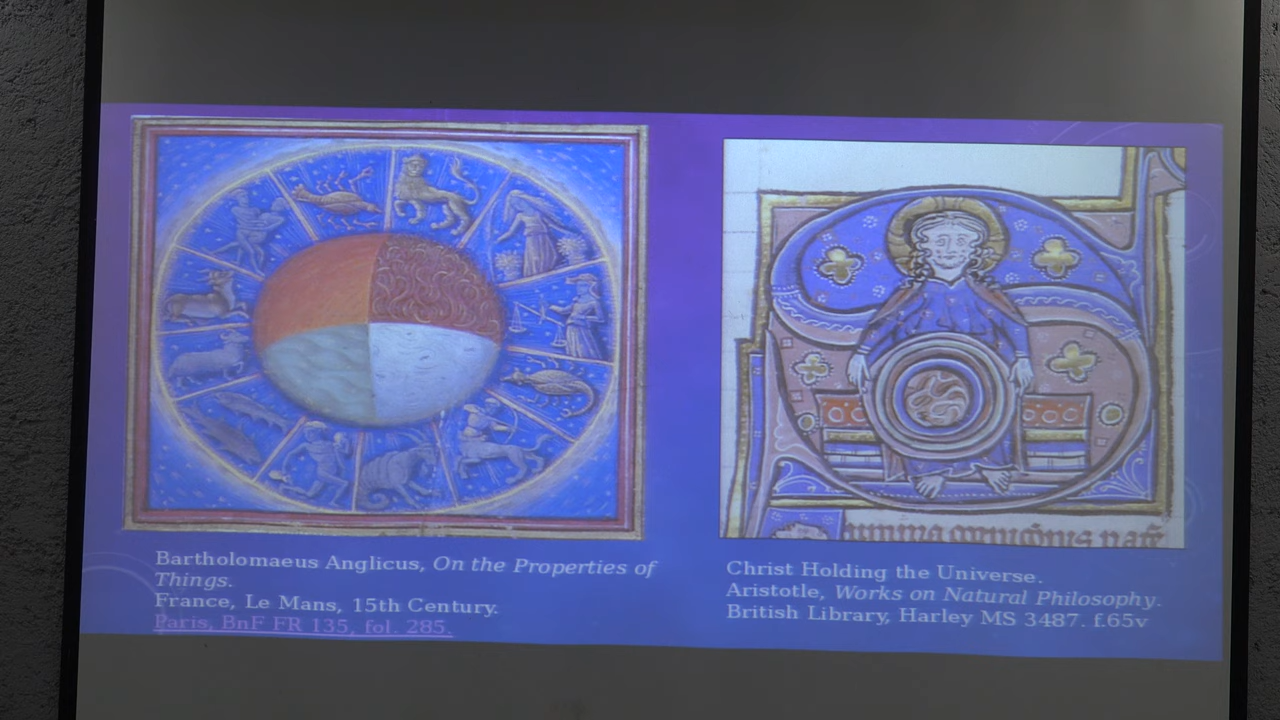 Bartholomaeus Anglicus, On the Properties of
Things.
France, Le Mans, 15th Century.
Paris, BnF FR 135, fol. 285.
Christ Holding the Universe.
Aristotle, Works on Natural Philosophy.
British Library, Harley MS 3487. f.65v